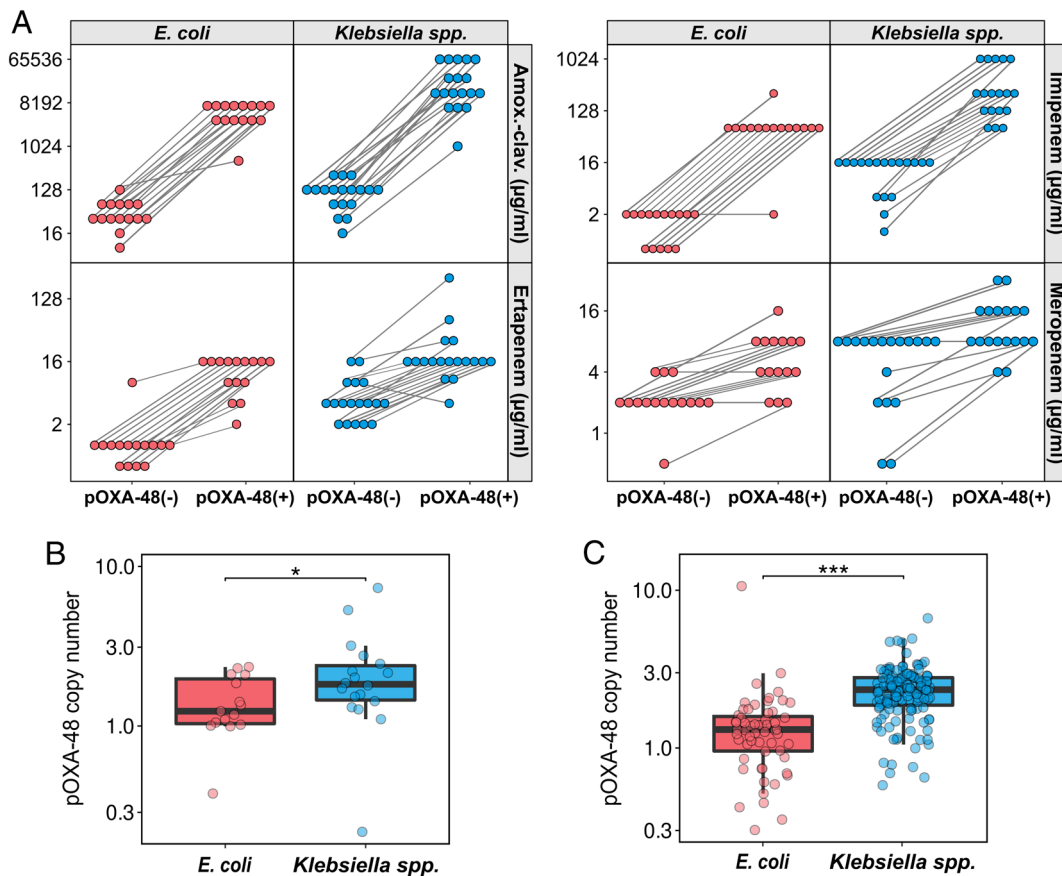 A
E. coli
Klebsiella spp.
65536
8192
1024
128
16
Amox.-clav. (µg/ml)
128
16
2
Ertapenem (µg/ml)
pOXA-48(-)
pOXA-48(+)
pOXA-48(-)
pOXA-48(+)
E. coli
Klebsiella spp.
1024
128
16
2
Imipenem (µg/ml)
16
4
1
Meropenem (µg/ml)
pOXA-48(-)
pOXA-48(+)
pOXA-48(-)
pOXA-48(+)
B
pOXA-48 copy number
10.0
3.0
1.0
0.3
*
E. coli
Klebsiella spp.
C
pOXA-48 copy number
10.0
3.0
1.0
0.3
***
E. coli
Klebsiella spp.